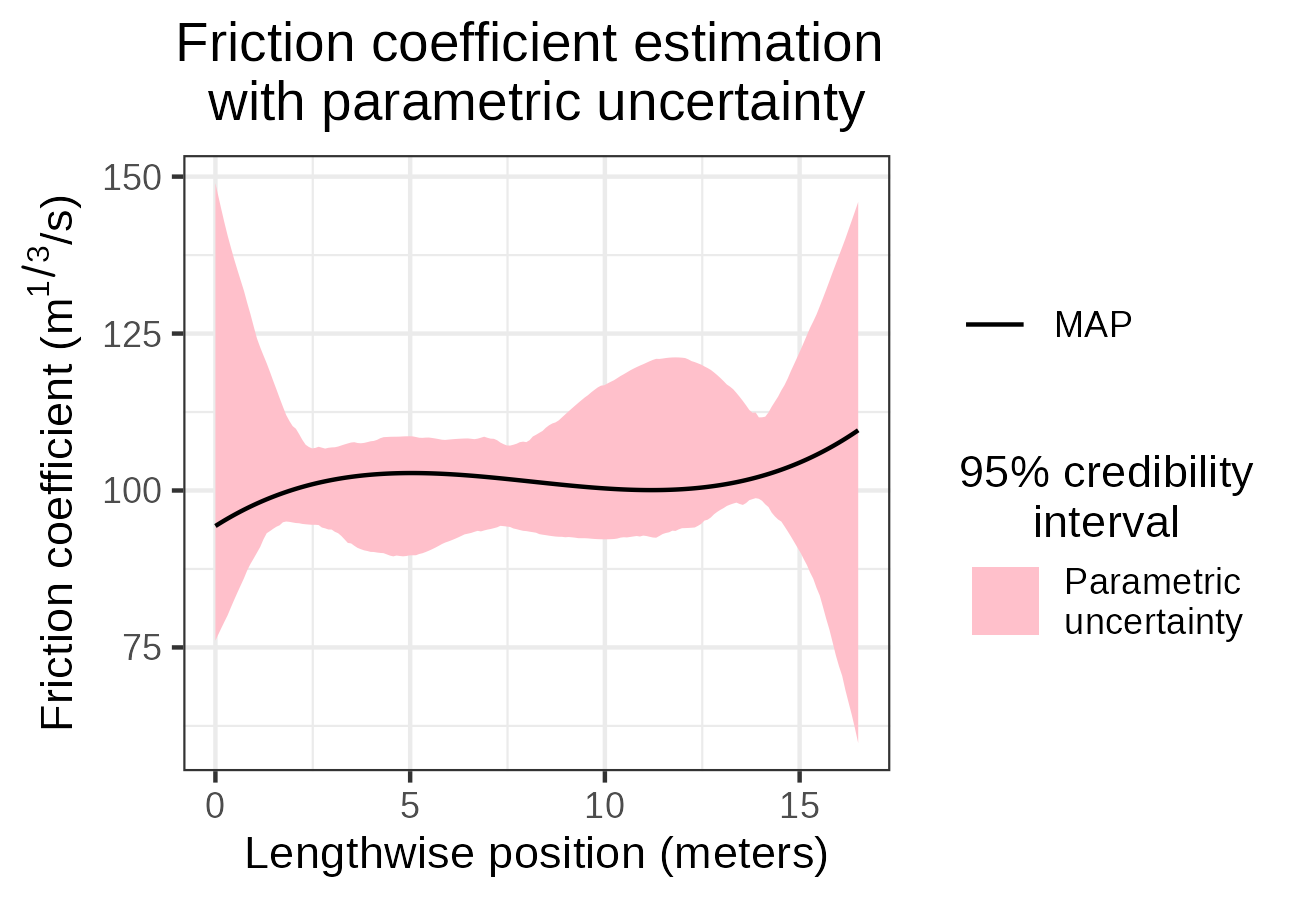 Friction coefficient estimation
with parametric uncertainty
Friction coefficient (m^1/3/s)
150
125
100
75
0
5
10
15
Lengthwise position (meters)
MAP
95% credibility
interval
Parametric
uncertainty